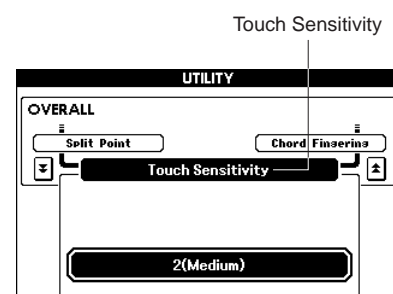 Touch Sensitivity
UTILITY
OVERALL
Split Point
Chord Fingering
Touch Sensitivity
2(Medium)